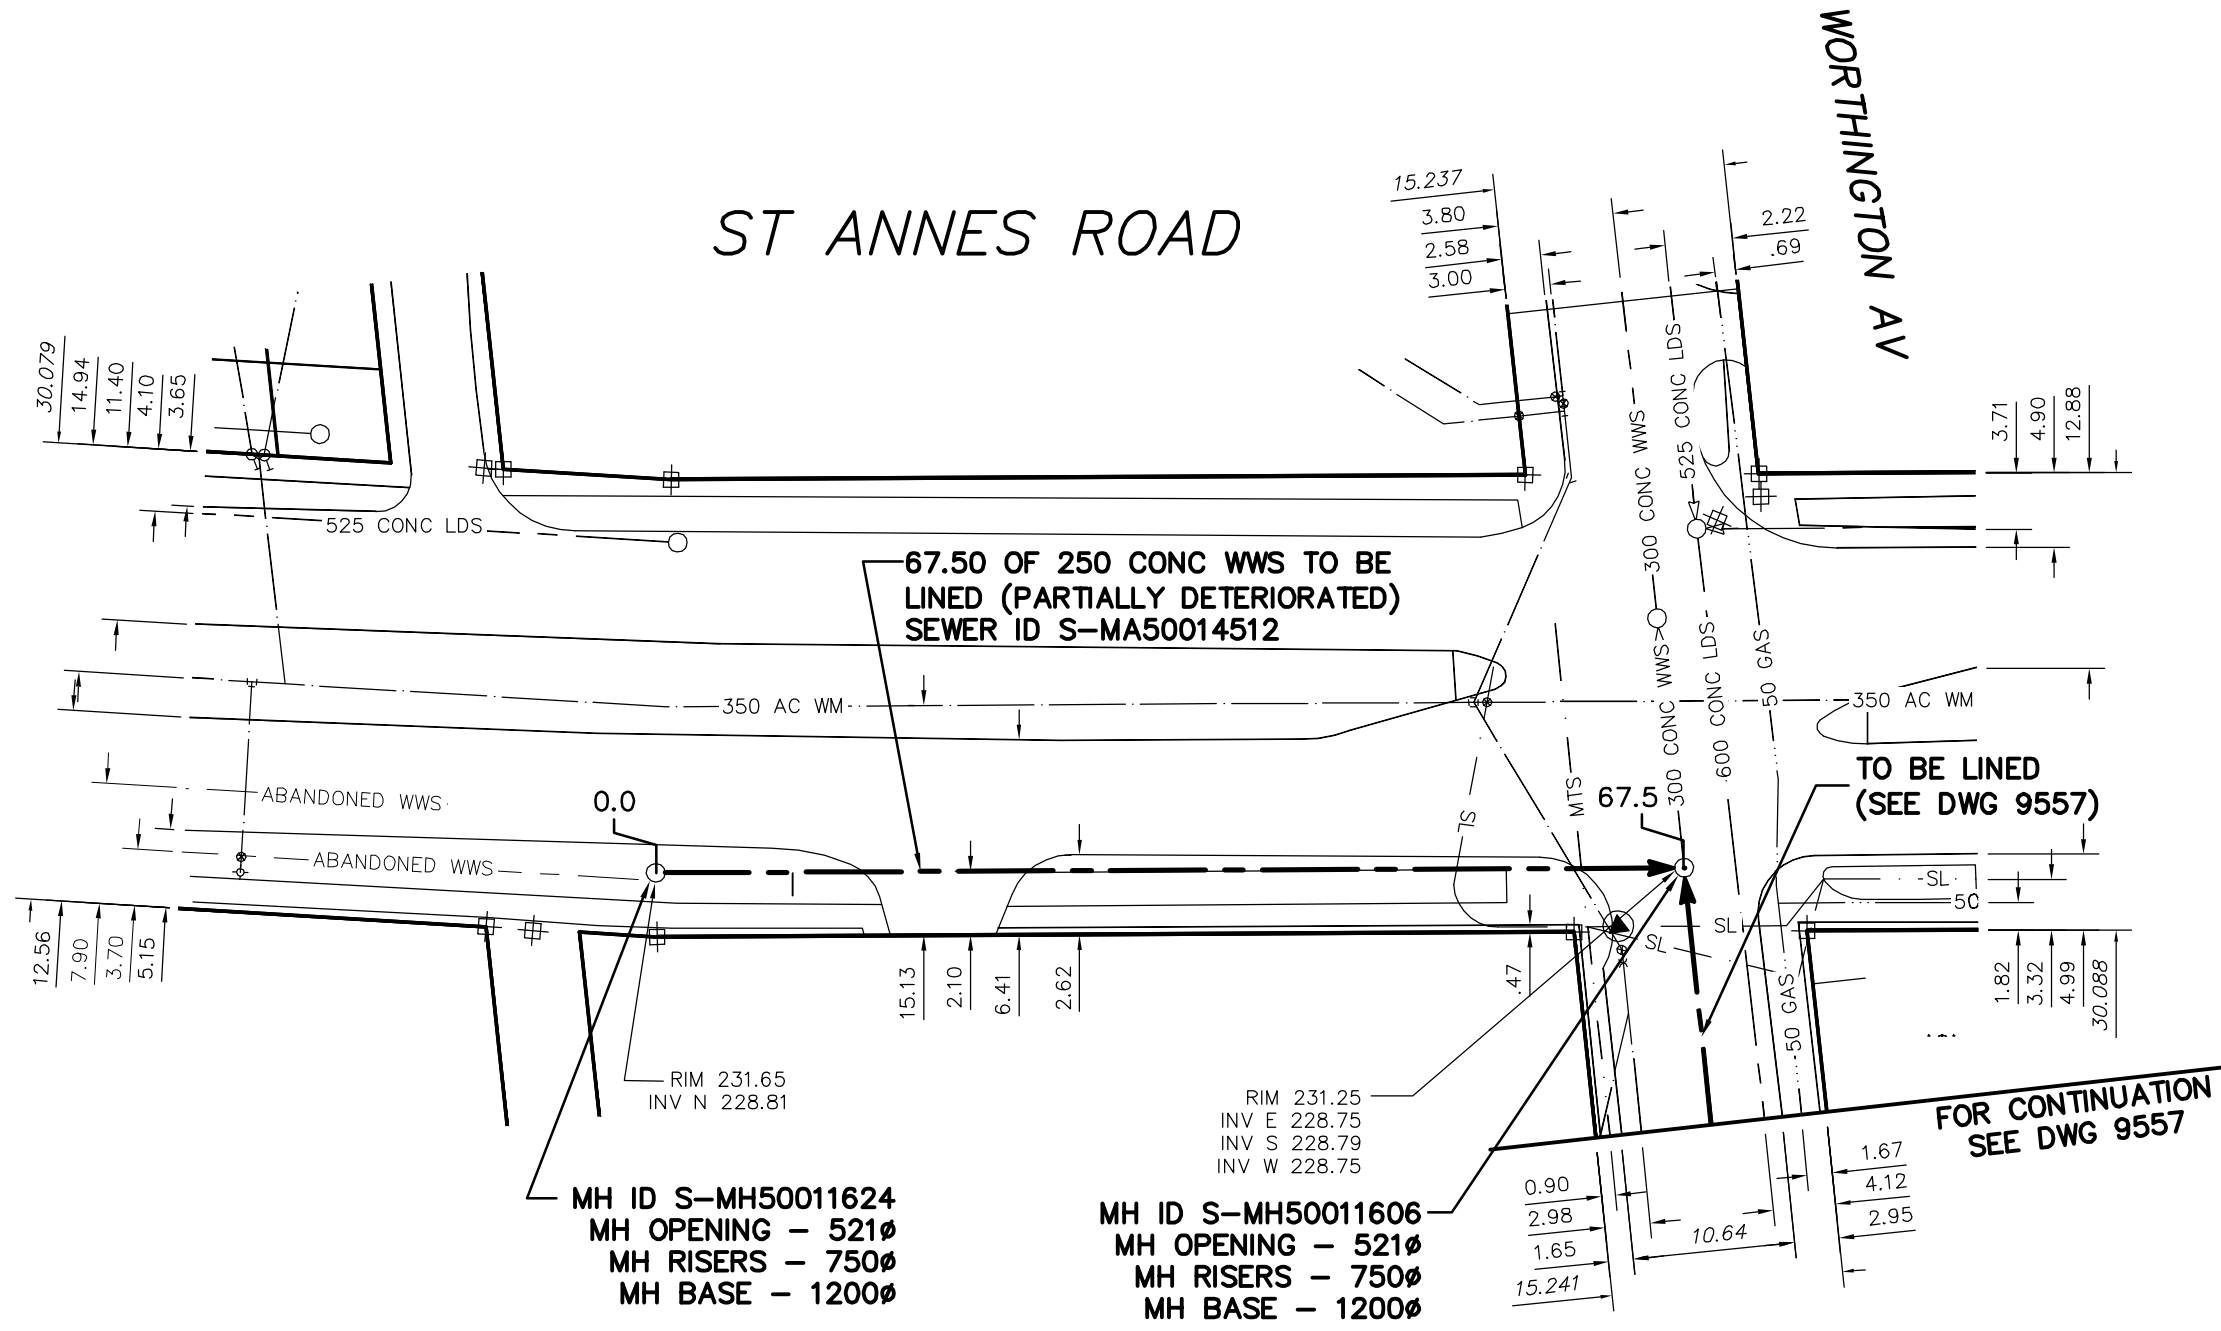 WORTHINGTON AV
ST ANNES ROAD
15.237
3.80
2.58
3.00
2.22
.69
30.079
14.94
11.40
4.10
3.65
3.71
4.90
12.88
525 CONC LDS
300 CONC WWS
525 CONC LDS
300 CONC WWS
600 CONC LDS
50 GAS
300 CONC WWS
67.50 OF 250 CONC WWS TO BE
LINED (PARTIALLY DETERIORATED)
SEWER ID S-MA50014512
350 AC WM
350 AC WM
TO BE LINED
(SEE DWG 9557)
ABANDONED WWS
ABANDONED WWS
0.0
67.5
MTS
SL
SL
SL
SL
50
50 GAS
12.56
7.90
3.70
5.15
15.13
2.10
6.41
2.62
.47
1.82
3.32
4.99
30.088
RIM 231.65
INV N 228.81
RIM 231.25
INV E 228.75
INV S 228.79
INV W 228.75
FOR CONTINUATION
SEE DWG 9557
MH ID S-MH50011624
MH OPENING - 521ø
MH RISERS - 750ø
MH BASE - 1200ø
MH ID S-MH50011606
MH OPENING - 521ø
MH RISERS - 750ø
MH BASE - 1200ø
0.90
2.98
1.65
15.241
10.64
1.67
4.12
2.95